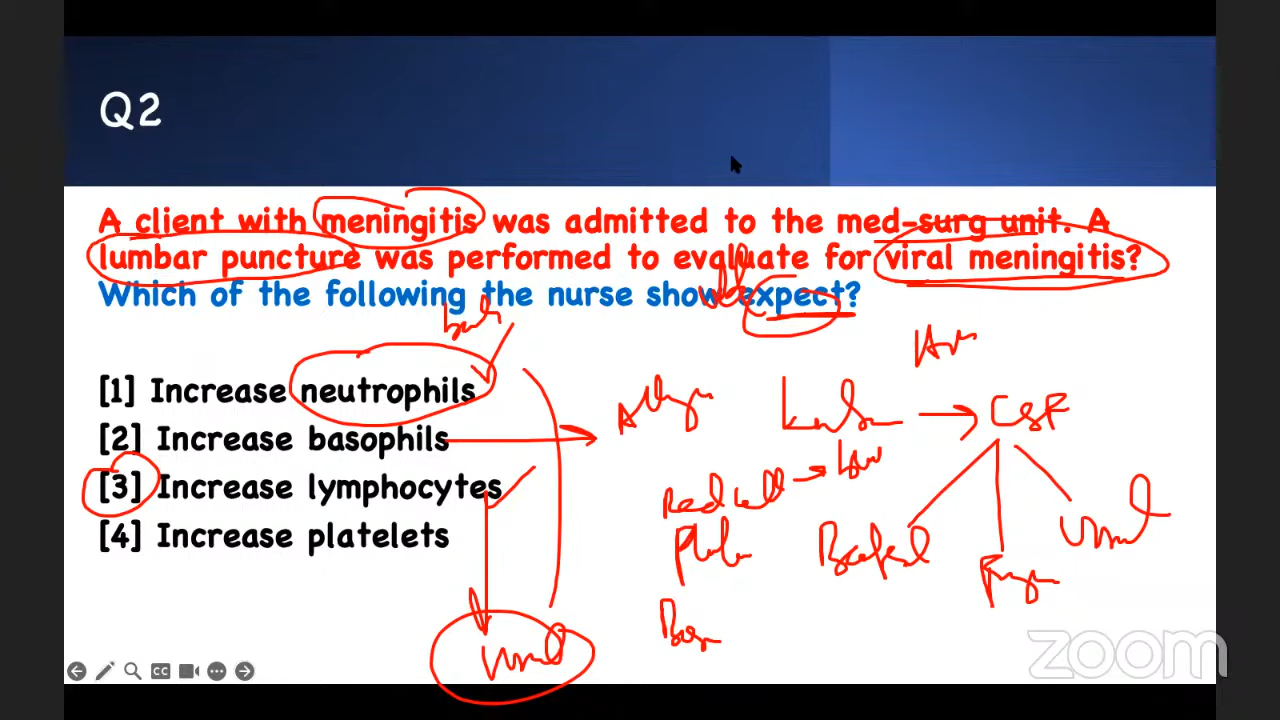 Q2
A client with meningitis was admitted to the med-surg unit. A
lumbar puncture was performed to evaluate for viral meningitis?
Which of the following the nurse show expect?
[1] Increase neutrophils
[2] Increase basophils
[3] Increase lymphocytes
[4] Increase platelets
CSF
Viral
zoom